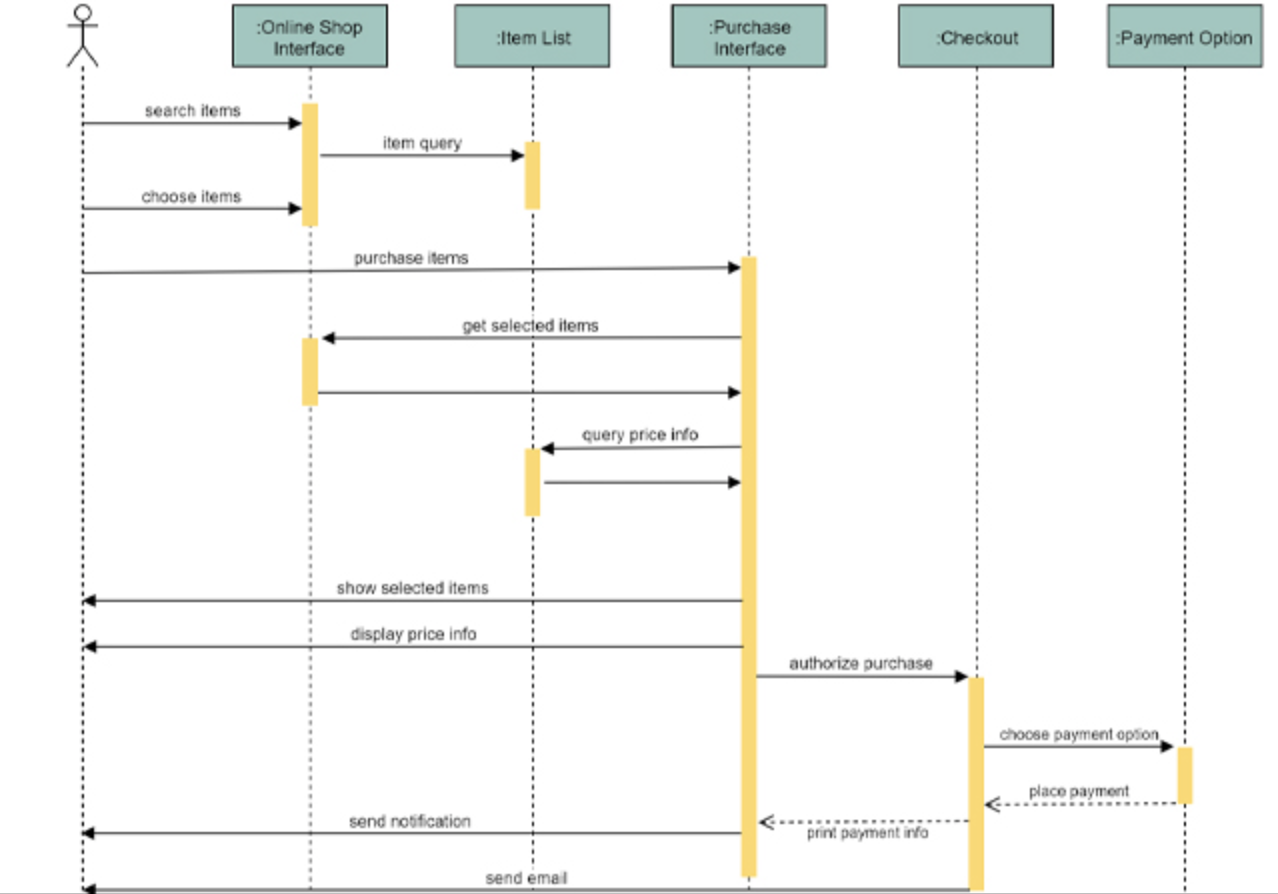 :Online Shop
Interface
:Item List
:Purchase
Interface
:Checkout
:Payment Option
search items
item query
choose items
purchase items
get selected items
query price info
show selected items
display price info
authorize purchase
choose payment option
place payment
send notification
print payment info
send email